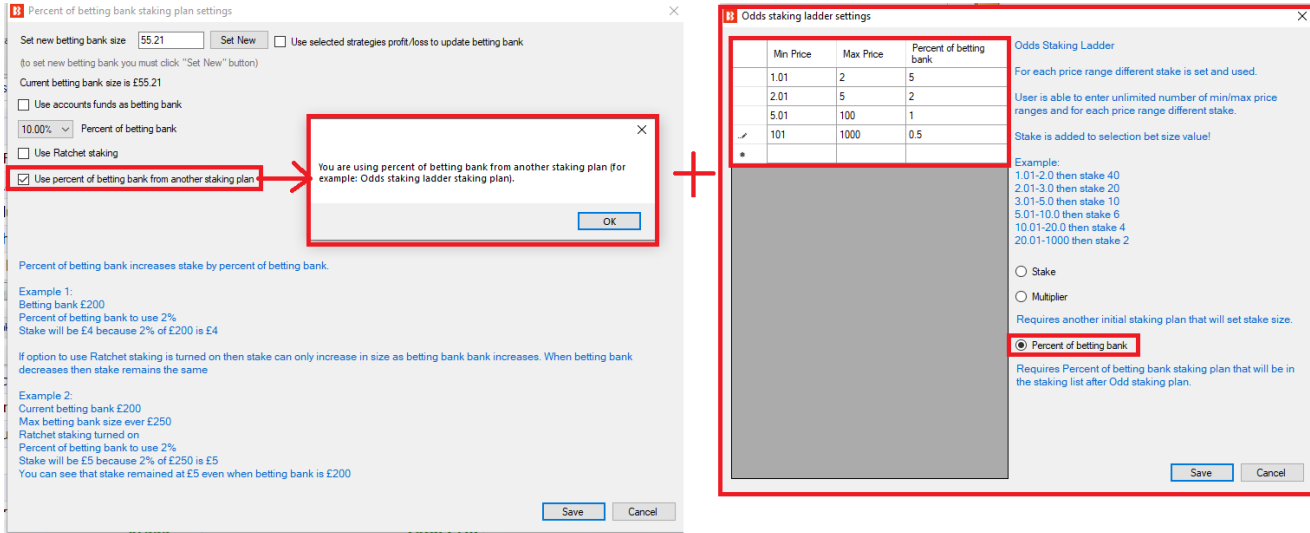 Percent of betting bank staking plan settings
Set new betting bank size 55.21 Set New Use selected strategies profit/loss to update betting bank
(to set new betting bank you must click "Set New" button)
Current betting bank size is £55.21
Use accounts funds as betting bank
10.00% Percent of betting bank
Use Ratchet staking
Use percent of betting bank from another staking plan
You are using percent of betting bank from another staking plan (for
example: Odds staking ladder staking plan).
OK
Percent of betting bank increases stake by percent of betting bank.
Example 1:
Betting bank £200
Percent of betting bank to use 2%
Stake will be £4 because 2% of £200 is £4
If option to use Ratchet staking is turned on then stake can only increase in size as betting bank bank increases. When betting bank
decreases then stake remains the same
Example 2:
Current betting bank £200
Max betting bank size ever £250
Ratchet staking turned on
Percent of betting bank to use 2%
Stake will be £5 because 2% of £250 is £5
You can see that stake remained at £5 even when betting bank is £200
Save Cancel
Odds staking ladder settings
Min Price Max Price Percent of betting
bank
1.01 2 5
2.01 5 2
5.01 100 1
101 1000 0.5
Odds Staking Ladder
For each price range different stake is set and used.
User is able to enter unlimited number of min/max price
ranges and for each price range different stake.
Stake is added to selection bet size value!
Example:
1.01-2.0 then stake 40
2.01-3.0 then stake 20
3.01-5.0 then stake 10
5.01-10.0 then stake 6
10.01-20.0 then stake 4
20.01-1000 then stake 2
Stake
Multiplier
Requires another initial staking plan that will set stake size.
Percent of betting bank
Requires Percent of betting bank staking plan that will be in
the staking list after Odd staking plan.
Save Cancel